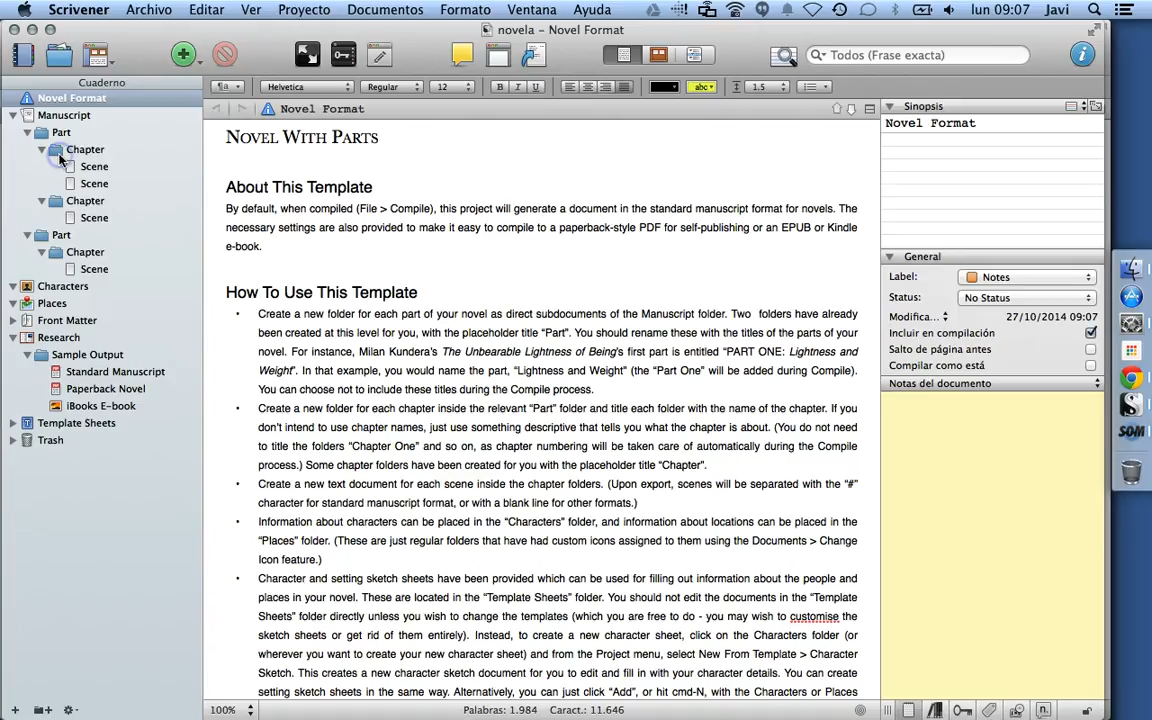 Scrivener Archivo Editar Ver Proyecto Documentos Formato Ventana Ayuda lun 09:07 Javi
novela – Novel Format
Todos (Frase exacta)
Cuaderno
Helvetica Regular 12 B I U abc 1.5
Novel Format
Manuscript
Part
Chapter
Scene
Scene
Chapter
Scene
Part
Chapter
Scene
Characters
Places
Front Matter
Research
Sample Output
Standard Manuscript
Paperback Novel
iBooks E-book
Template Sheets
Trash
Novel Format
NOVEL WITH PARTS
About This Template
By default, when compiled (File > Compile), this project will generate a document in the standard manuscript format for novels. The
necessary settings are also provided to make it easy to compile to a paperback-style PDF for self-publishing or an EPUB or Kindle
e-book.
How To Use This Template
• Create a new folder for each part of your novel as direct subdocuments of the Manuscript folder. Two folders have already
been created at this level for you, with the placeholder title “Part”. You should rename these with the titles of the parts of your
novel. For instance, Milan Kundera’s The Unbearable Lightness of Being’s first part is entitled “PART ONE: Lightness and
Weight”. In that example, you would name the part, “Lightness and Weight” (the “Part One” will be added during Compile).
You can choose not to include these titles during the Compile process.
• Create a new folder for each chapter inside the relevant “Part” folder and title each folder with the name of the chapter. If you
don’t intend to use chapter names, just use something descriptive that tells you what the chapter is about. (You do not need
to title the folders “Chapter One” and so on, as chapter numbering will be taken care of automatically during the Compile
process.) Some chapter folders have been created for you with the placeholder title “Chapter”.
• Create a new text document for each scene inside the chapter folders. (Upon export, scenes will be separated with the “#”
character for standard manuscript format, or with a blank line for other formats.)
• Information about characters can be placed in the “Characters” folder, and information about locations can be placed in the
“Places” folder. (These are just regular folders that have had custom icons assigned to them using the Documents > Change
Icon feature.)
• Character and setting sketch sheets have been provided which can be used for filling out information about the people and
places in your novel. These are located in the “Template Sheets” folder. You should not edit the documents in the “Template
Sheets” folder directly unless you wish to change the templates (which you are free to do - you may wish to customise the
sketch sheets or get rid of them entirely). Instead, to create a new character sheet, click on the Characters folder (or
wherever you want to create your new character sheet) and from the Project menu, select New From Template > Character
Sketch. This creates a new character sketch document for you to edit and fill in with your character details. You can create
setting sketch sheets in the same way. Alternatively, you can just click “Add”, or hit cmd-N, with the Characters or Places
100% Palabras: 1.984 Caract.: 11.646
Sinopsis
Novel Format
General
Label: Notes
Status: No Status
Modifica... 27/10/2014 09:07
Incluir en compilación
Salto de página antes
Compilar como está
Notas del documento
SOM